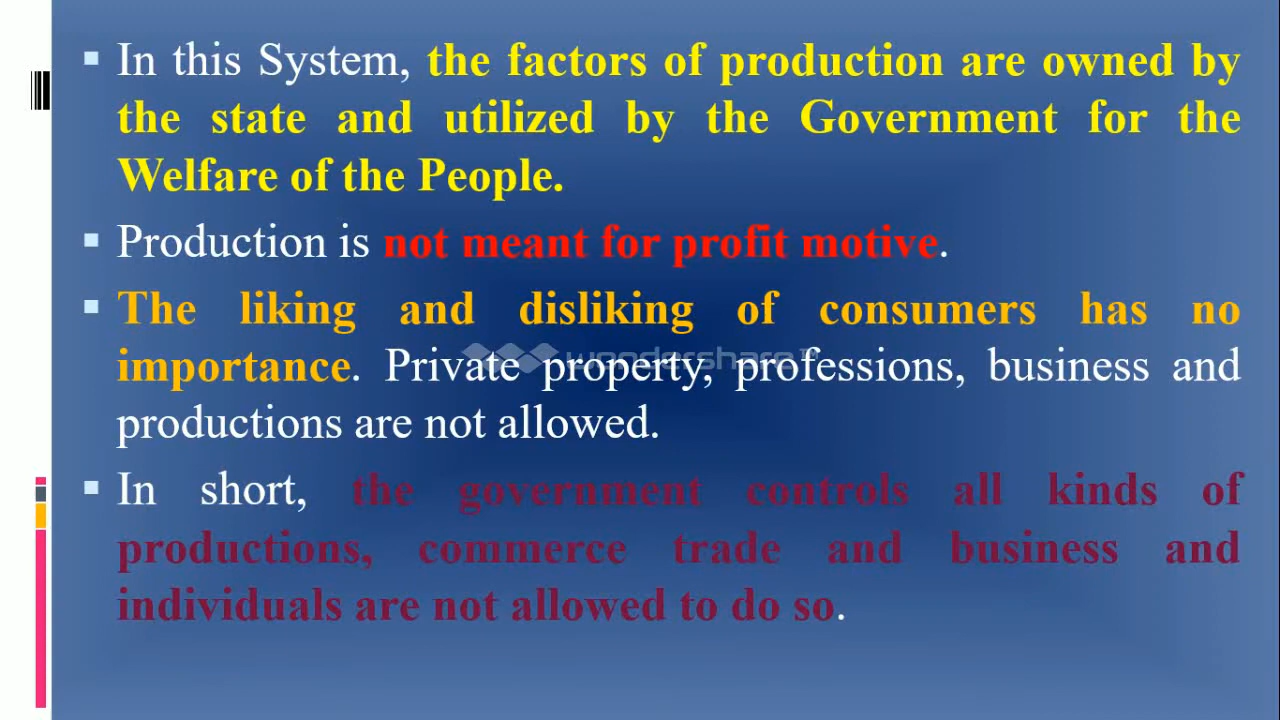 In this System, the factors of production are owned by
the state and utilized by the Government for the
Welfare of the People.
Production is not meant for profit motive.
The liking and disliking of consumers has no
importance. Private property, professions, business and
wondershare™
productions are not allowed.
In short, the government controls all kinds of
productions, commerce trade and business and
individuals are not allowed to do so.